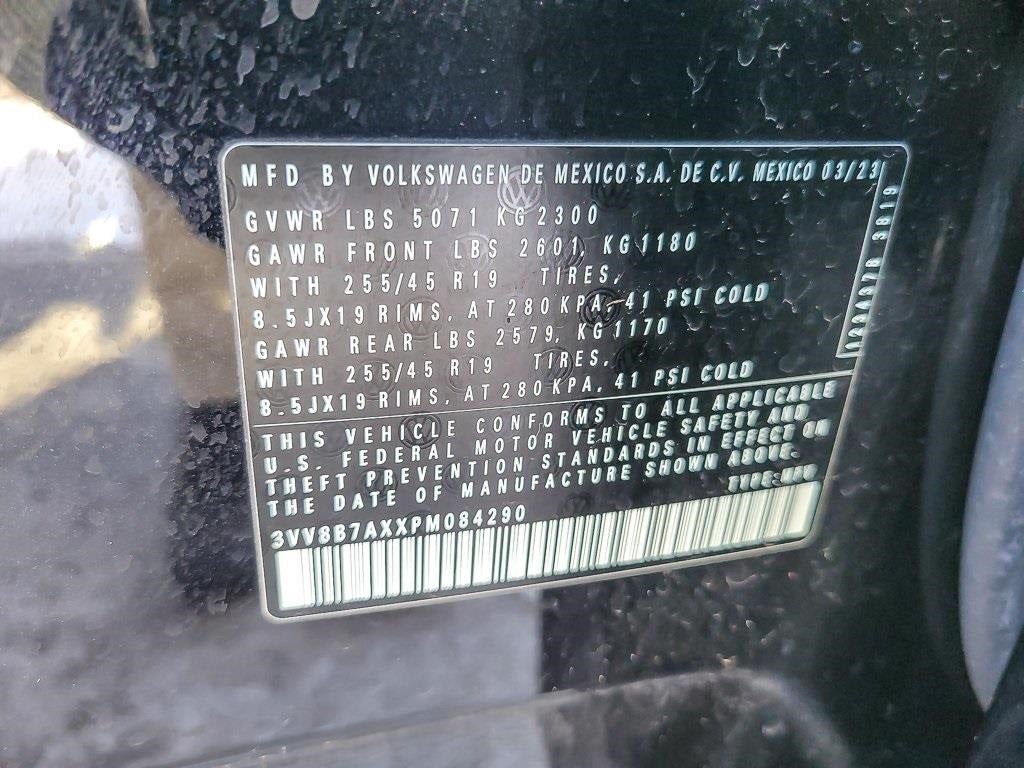 MFD BY VOLKSWAGEN DE MEXICO S.A. DE C.V. MEXICO 03/23
GVWR LBS 5071 KG 2300
GAWR FRONT LBS 2601 KG 1180
WITH 255/45 R19 TIRES,
8.5JX19 RIMS, AT 280 KPA, 41 PSI COLD
GAWR REAR LBS 2579, KG 1170
WITH 255/45 R19 TIRES,
8.5JX19 RIMS, AT 280 KPA, 41 PSI COLD
THIS VEHICLE CONFORMS TO ALL APPLICABLE
U.S. FEDERAL MOTOR VEHICLE SAFETY AND
THEFT PREVENTION STANDARDS IN EFFECT ON
THE DATE OF MANUFACTURE SHOWN ABOVE.
TYPE: MPV
3VV8B7AXXPM084290